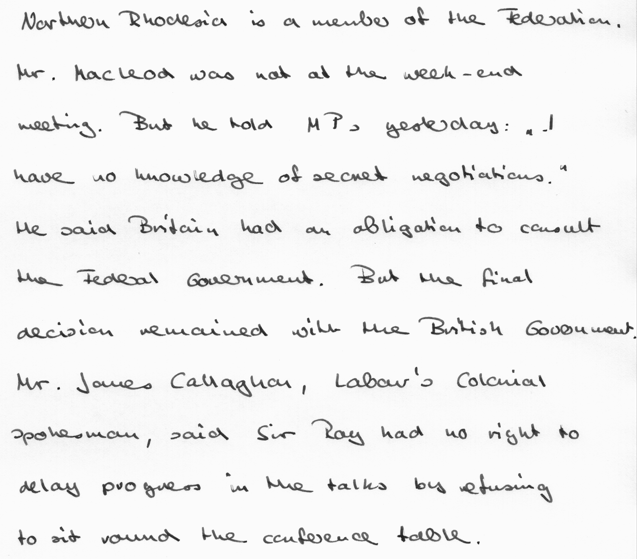 Northern Rhodesia is a member of the Federation.
Mr. Macleod was not at the week-end
meeting. But he told MPs yesterday: "I
have no knowledge of secret negotiations."
He said Britain had an obligation to consult
the Federal Government. But the final
decision remained with the British Government.
Mr. James Callaghan, Labour's Colonial
spokesman, said Sir Roy had no right to
delay progress in the talks by refusing
to sit round the conference table.